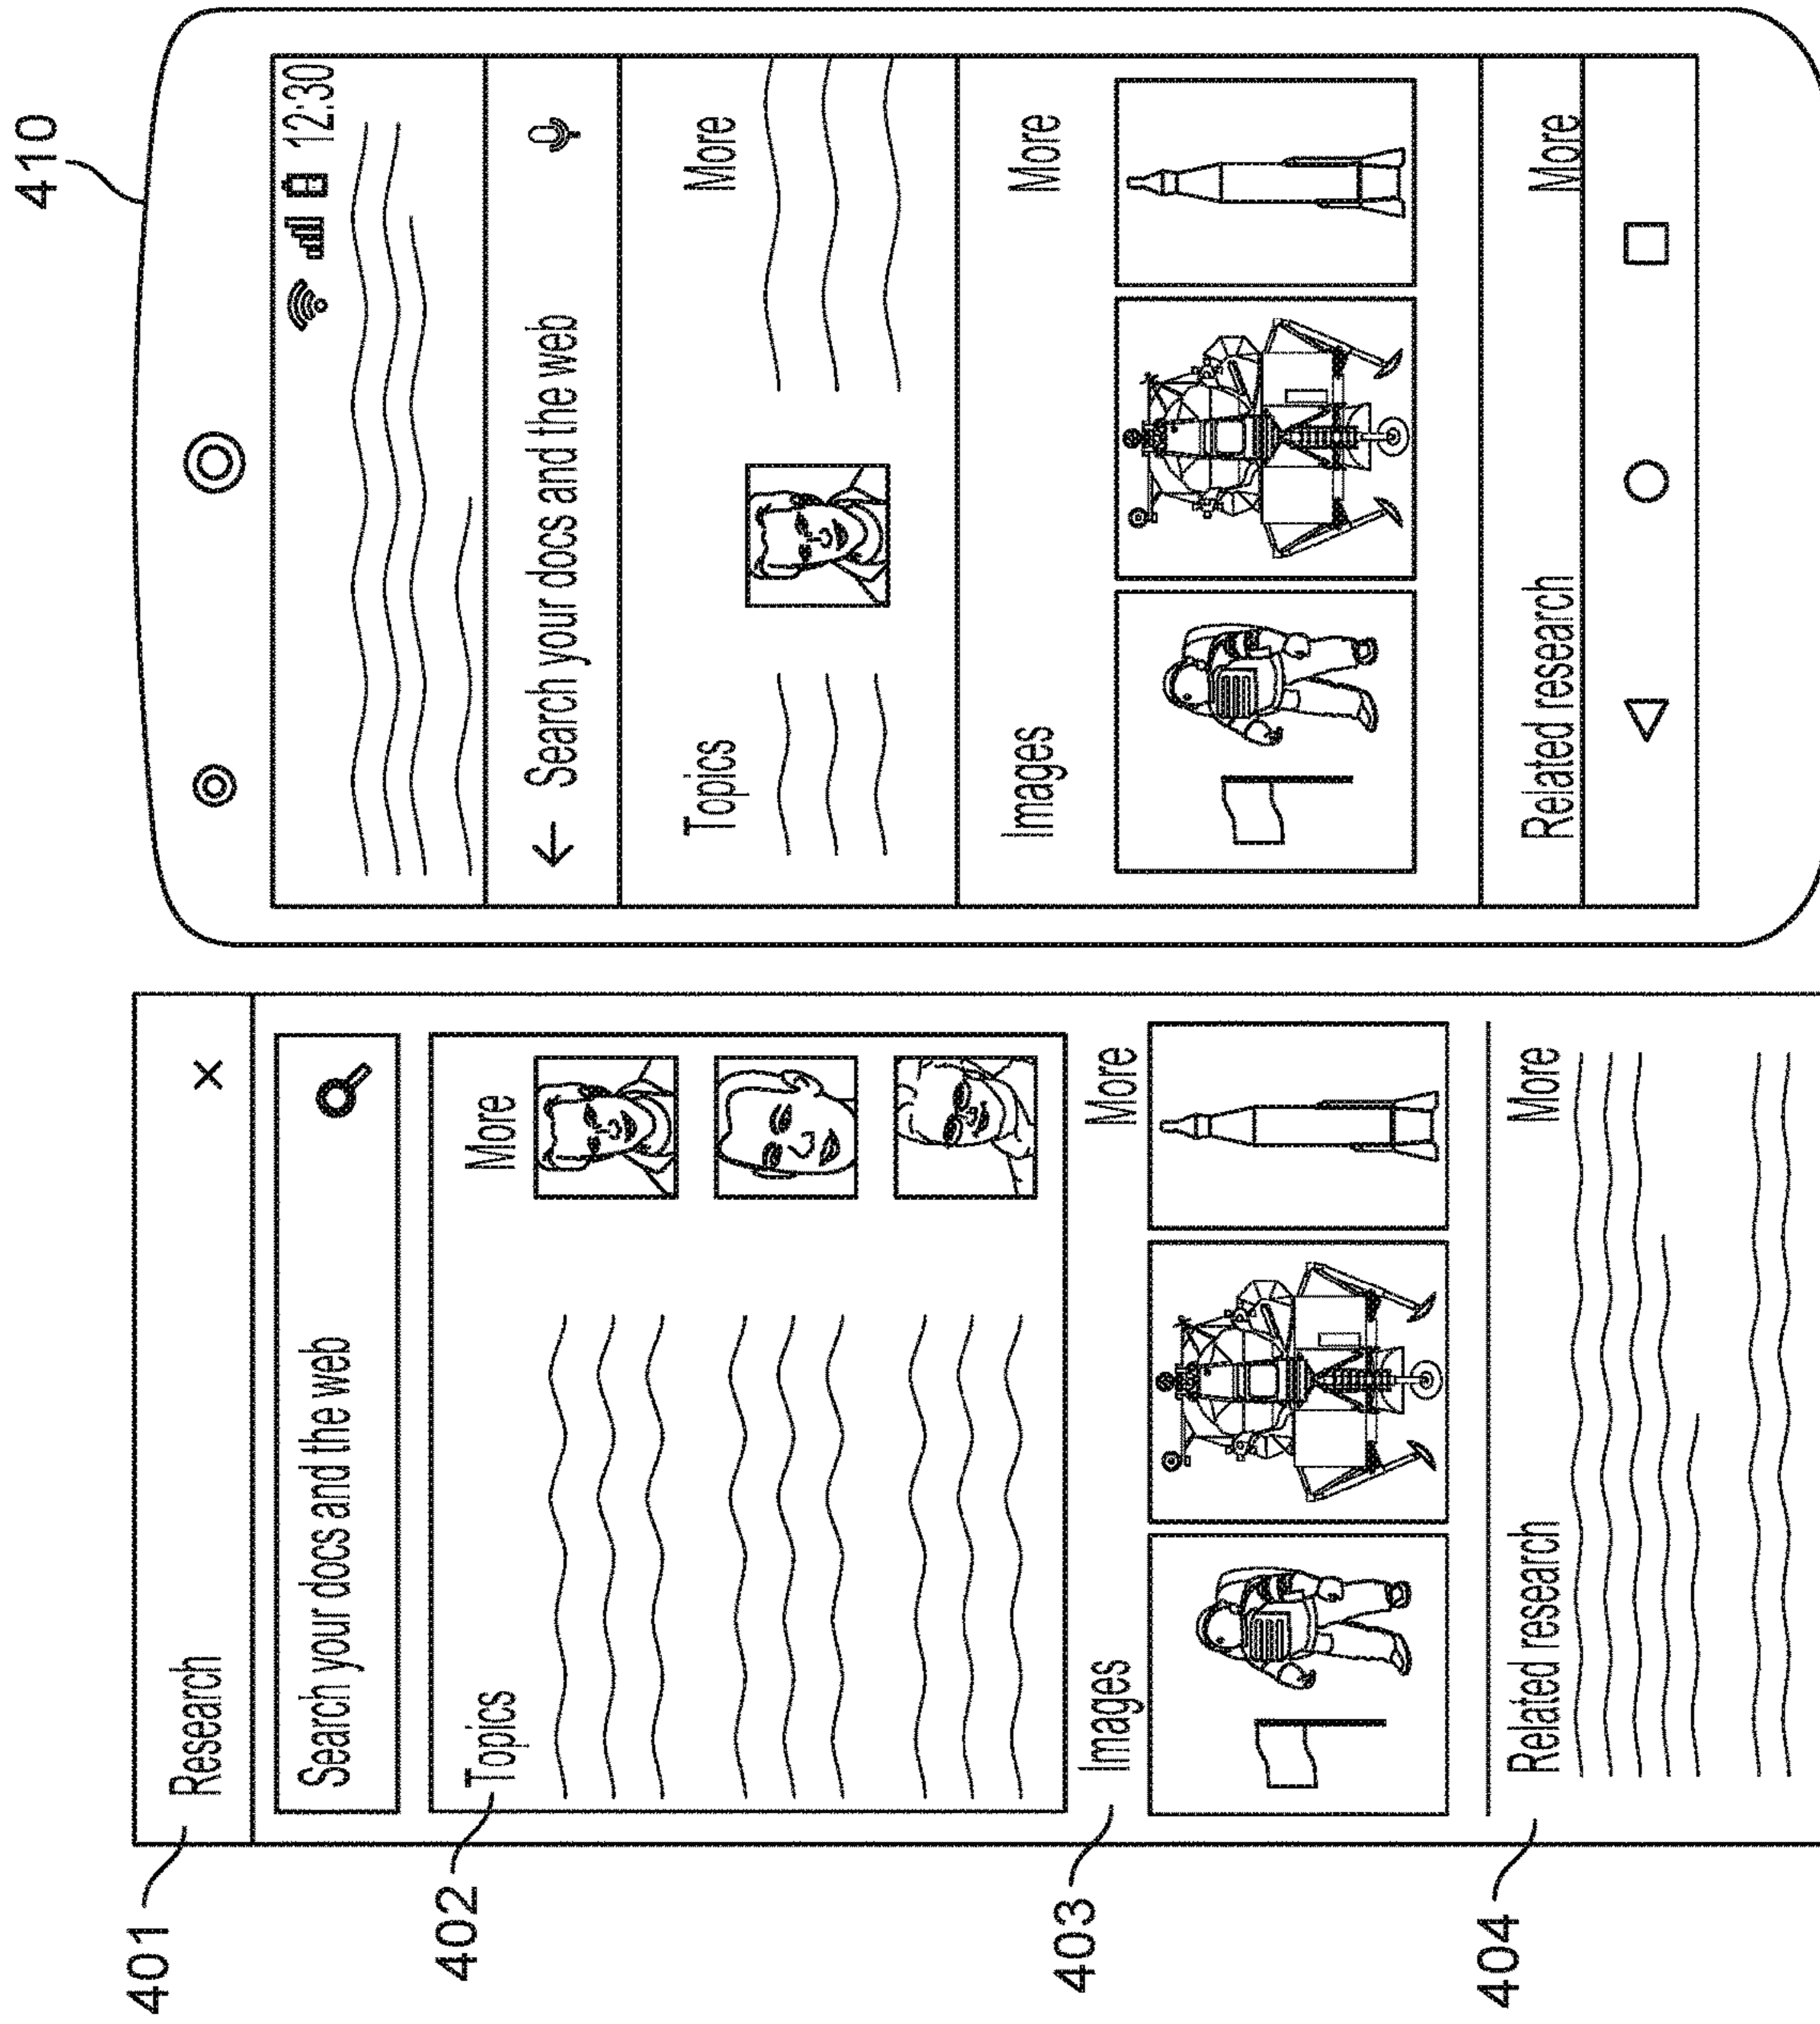 401
Research
×
Search your docs and the web
402
Topics
More
403
Images
More
404
Related research
More
410
12:30
Search your docs and the web
Topics
More
Images
More
Related research
More